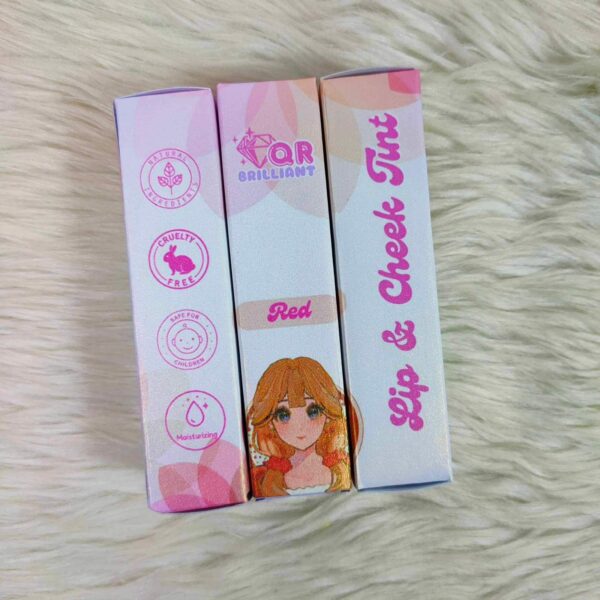 NATURAL
INGREDIENTS
CRUELTY
FREE
SAFE FOR
CHILDREN
Moisturizing
QR
BRILLIANT
Red
Lip & Cheek Tint